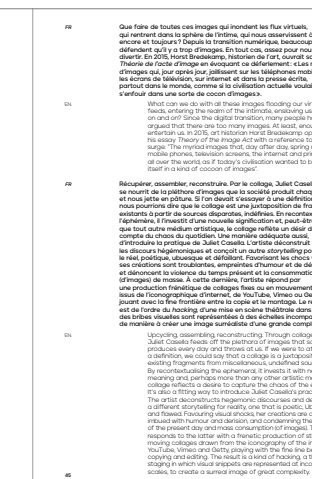 FR
Que faire de toutes ces images qui inondent les flux virtuels,
qui rentrent dans la sphère de l'intime, qui nous asservissent à
encore et toujours ? Depuis la transition numérique, beaucoup
défendent qu'il y a trop d'images. En tout cas, assez pour nous
divertir. En 2015, Horst Bredekamp, historien de l'art, ouvrait so
Théorie de l'acte d'image en évoquant ce déferlement : « Les m
d'images qui, jour après jour, jaillissent sur les téléphones mobi
les écrans de télévision, sur internet et dans la presse écrite,
partout dans le monde, comme si la civilisation actuelle voulai
s'enfouir dans une sorte de cocon d'images ».
EN
What can we do with all these images flooding our vir
feeds, entering the realm of the intimate, enslaving us
on and on? Since the digital transition, many people h
argued that there are too many images. At least, enou
entertain us. In 2015, art historian Horst Bredekamp op
his essay Theory of the Image Act with a reference to
surge: "The myriad images that, day after day, spring
mobile phones, television screens, the internet and pri
all over the world, as if today's civilisation wanted to b
itself in a kind of cocoon of images".
FR
Récupérer, assembler, reconstruire. Par le collage, Juliet Casel
se nourrit de la pléthore d'images que la société produit chaq
et nous jette en pâture. Si l'on devait s'essayer à une définitio
nous pourrions dire que le collage est une juxtaposition de fra
existants à partir de sources disparates, indéfinies. En reconte
l'éphémère, il l'investit d'une nouvelle signification et, peut-êtr
que tout autre médium artistique, le collage reflète un désir d
compte du chaos du quotidien. Une manière adéquate aussi,
d'introduire la pratique de Juliet Casella. L'artiste déconstruit
les discours hégémoniques et conçoit un autre storytelling po
le réel, poétique, ubuesque et défaillant. Favorisant les chocs
ses créations sont troublantes, empreintes d'humour et de dé
et dénoncent la violence du temps présent et la consommatio
(d'images) de masse. À cette dernière, l'artiste répond par
une production frénétique de collages fixes ou en mouvement
issus de l'iconographie d'internet, de YouTube, Vimeo ou Ge
jouant avec la fine frontière entre la copie et le montage. Le r
est de l'ordre du hacking, d'une mise en scène théâtrale dans
des bribes visuelles sont représentées à des échelles incompa
de manière à créer une image surréaliste d'une grande compl
EN
Upcycling, assembling, reconstructing. Through collage
Juliet Casella feeds off the plethora of images that so
produces every day and throws at us. If we were to at
a definition, we could say that a collage is a juxtaposit
existing fragments from miscellaneous, undefined sour
By recontextualising the ephemeral, it invests it with ne
meaning and, perhaps more than any other artistic me
collage reflects a desire to capture the chaos of the e
It's also a fitting way to introduce Juliet Casella's prac
The artist deconstructs hegemonic discourses and de
a different storytelling for reality, one that is poetic, Ub
and flawed. Favouring visual shocks, her creations are c
imbued with humour and derision, and condemning the
of the present day and mass consumption (of images). T
responds to the latter with a frenetic production of sti
moving collages drawn from the iconography of the in
YouTube, Vimeo and Getty, playing with the fine line be
copying and editing. The result is a kind of hacking, a th
staging in which visual snippets are represented at inco
scales, to create a surreal image of great complexity.
45